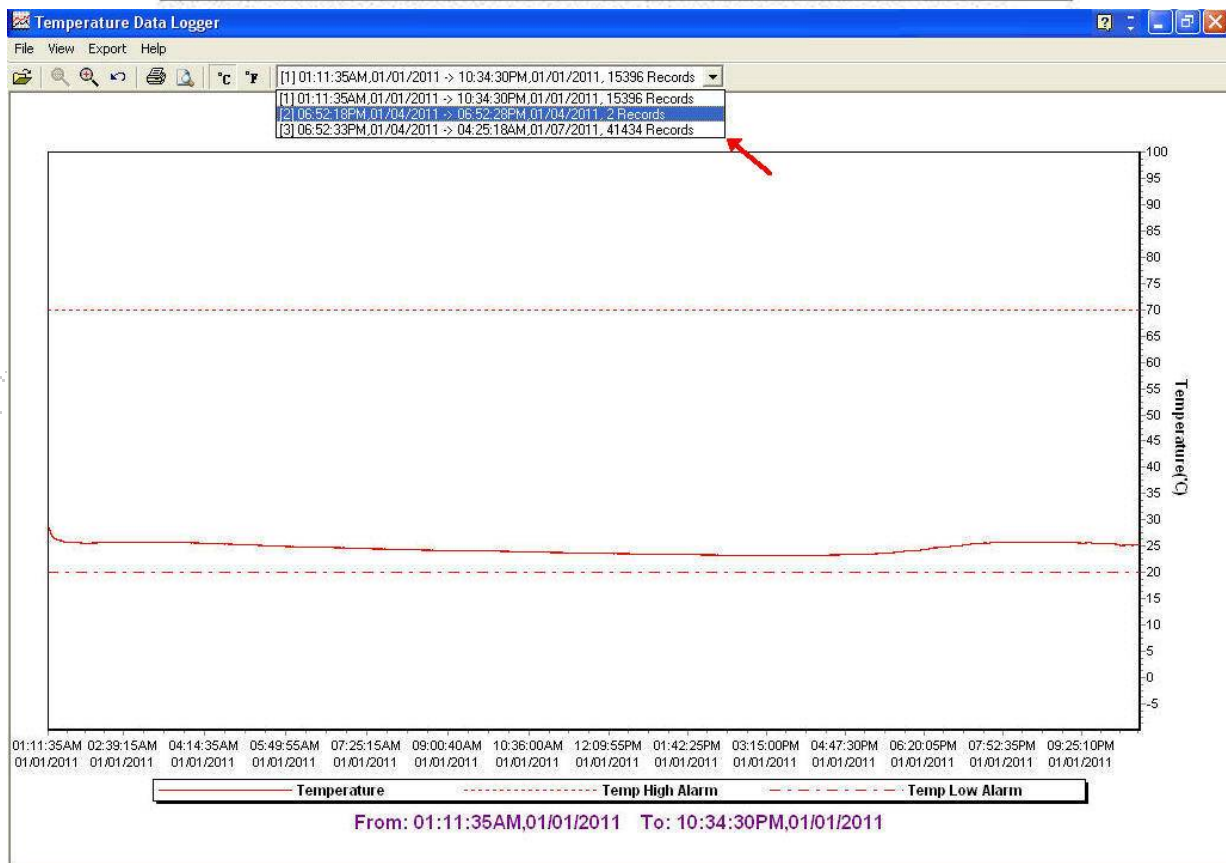 Temperature Data Logger
File View Export Help
°C °F [1] 01:11:35AM,01/01/2011 -> 10:34:30PM,01/01/2011, 15396 Records
[1] 01:11:35AM,01/01/2011 -> 10:34:30PM,01/01/2011, 15396 Records
[2] 06:52:18PM,01/04/2011 -> 06:52:28PM,01/04/2011, 2 Records
[3] 06:52:33PM,01/04/2011 -> 04:25:18AM,01/07/2011, 41434 Records
100
95
90
85
80
75
70
65
60
55
50
45
40
35
30
25
20
15
10
5
0
-5
Temperature(°C)
01:11:35AM 02:39:15AM 04:14:35AM 05:49:55AM 07:25:15AM 09:00:40AM 10:36:00AM 12:09:55PM 01:42:25PM 03:15:00PM 04:47:30PM 06:20:05PM 07:52:35PM 09:25:10PM
01/01/2011 01/01/2011 01/01/2011 01/01/2011 01/01/2011 01/01/2011 01/01/2011 01/01/2011 01/01/2011 01/01/2011 01/01/2011 01/01/2011 01/01/2011 01/01/2011
Temperature Temp High Alarm Temp Low Alarm
From: 01:11:35AM,01/01/2011 To: 10:34:30PM,01/01/2011